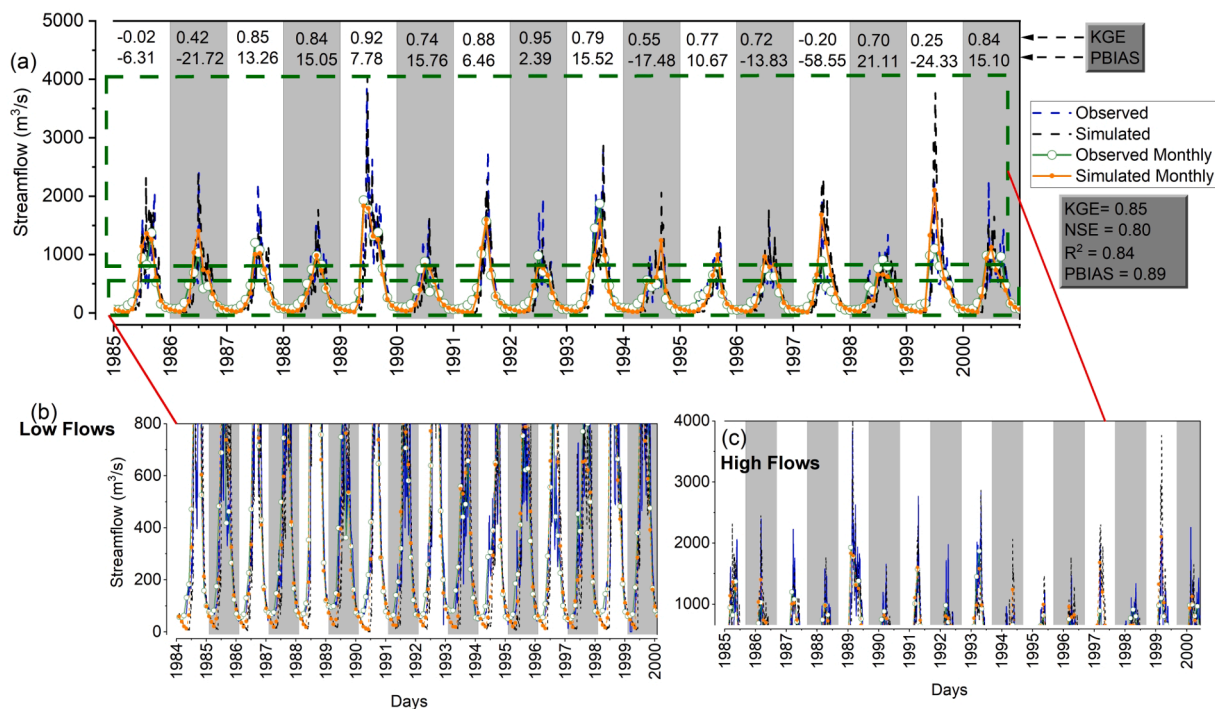 (a)
Streamflow (m³/s)
5000
4000
3000
2000
1000
0
-0.02 0.42 0.85 0.84 0.92 0.74 0.88 0.95 0.79 0.55 0.77 0.72 -0.20 0.70 0.25 0.84
-6.31 -21.72 13.26 15.05 7.78 15.76 6.46 2.39 15.52 -17.48 10.67 -13.83 -58.55 21.11 -24.33 15.10
KGE
PBIAS
Observed
Simulated
Observed Monthly
Simulated Monthly
KGE= 0.85
NSE = 0.80
R² = 0.84
PBIAS = 0.89
1985 1986 1987 1988 1989 1990 1991 1992 1993 1994 1995 1996 1997 1998 1999 2000
(b)
Low Flows
Streamflow (m³/s)
800
600
400
200
0
1984 1985 1986 1987 1988 1989 1990 1991 1992 1993 1994 1995 1996 1997 1998 1999 2000
Days
(c)
High Flows
4000
3000
2000
1000
1985 1986 1987 1988 1989 1990 1991 1992 1993 1994 1995 1996 1997 1998 1999 2000
Days